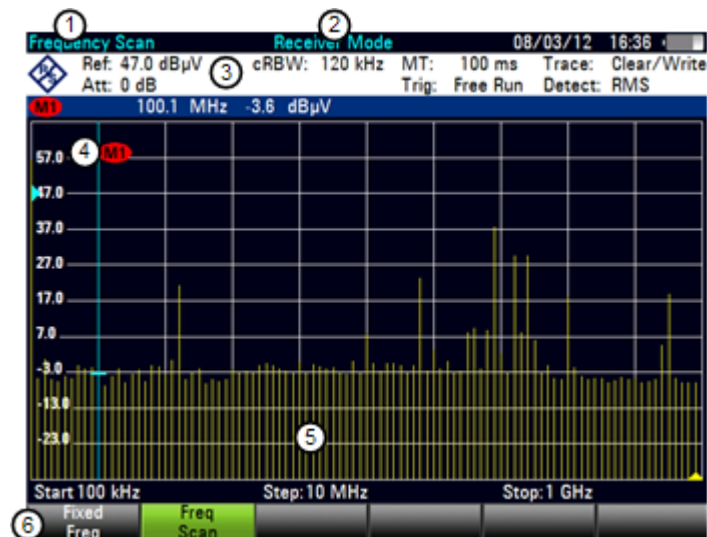 1 2
Frequency Scan Receiver Mode 08/03/12 16:36
Ref: 47.0 dBµV 3 cRBW: 120 kHz MT: 100 ms Trace: Clear/Write
Att: 0 dB Trig: Free Run Detect: RMS
M1 100.1 MHz -3.6 dBµV
57.0 4 M1
47.0
37.0
27.0
17.0
7.0
-3.0
-13.0
-23.0 5
Start 100 kHz Step: 10 MHz Stop: 1 GHz
6 Fixed Freq
Freq Scan